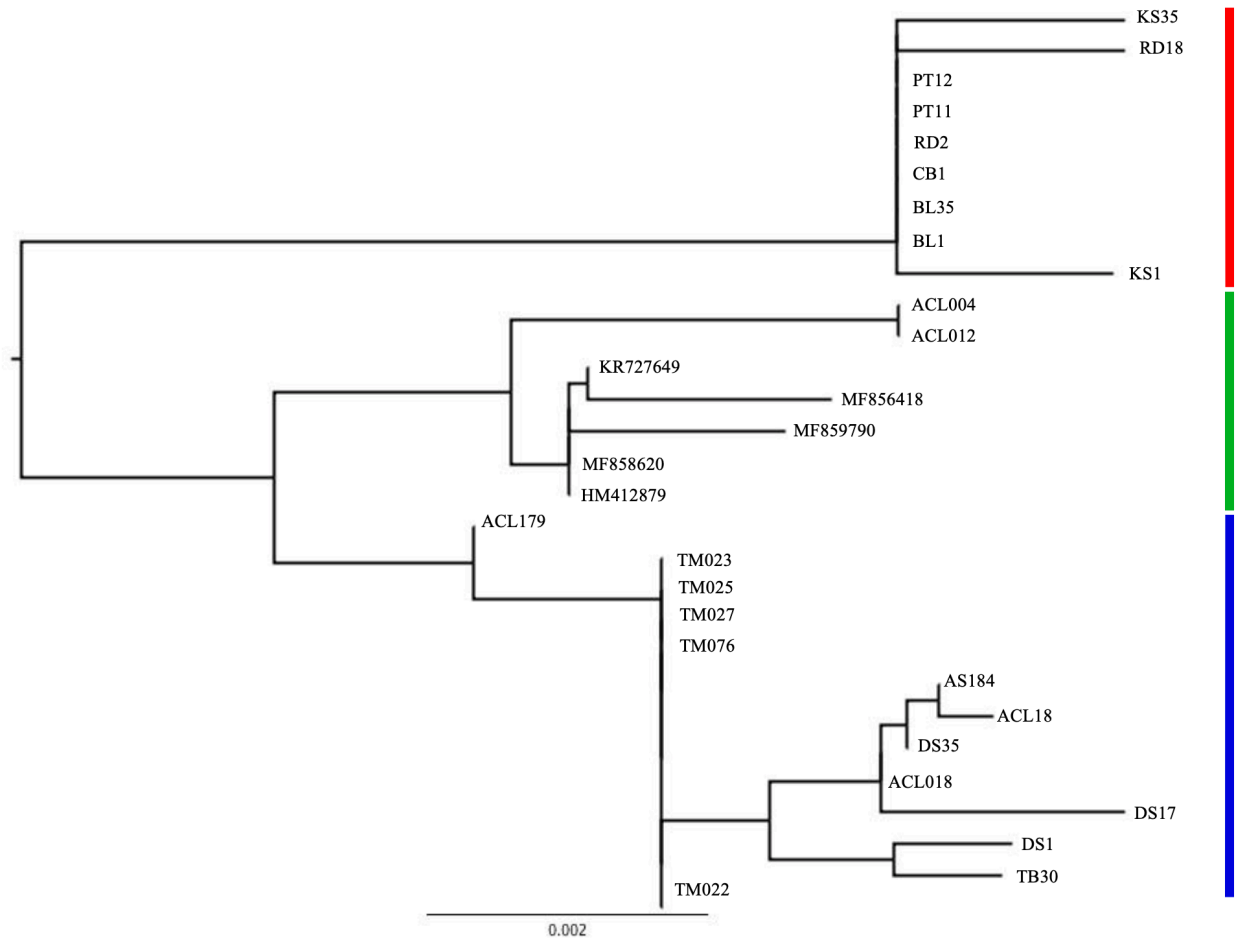 KS35
RD18
PT12
PT11
RD2
CB1
BL35
BL1
KS1
ACL004
ACL012
KR727649
MF856418
MF859790
MF858620
HM412879
ACL179
TM023
TM025
TM027
TM076
AS184
ACL18
DS35
ACL018
DS17
DS1
TB30
TM022
0.002